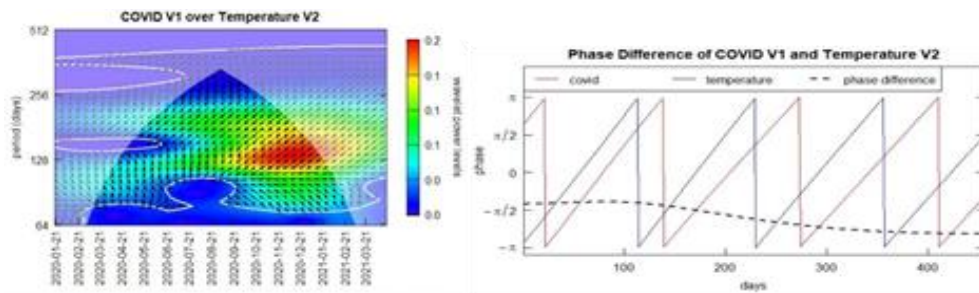 COVID V1 over Temperature V2
512
256
128
64
period (days)
2020-01-21
2020-02-21
2020-03-21
2020-04-21
2020-05-21
2020-06-21
2020-07-21
2020-08-21
2020-09-21
2020-10-21
2020-11-21
2020-12-21
2021-01-21
2021-02-21
2021-03-21
0.2
0.1
0.1
0.0
0.0
wavelet power levels
Phase Difference of COVID V1 and Temperature V2
covid temperature phase difference
π
π/2
0
-π/2
-π
phase
100 200 300 400
days